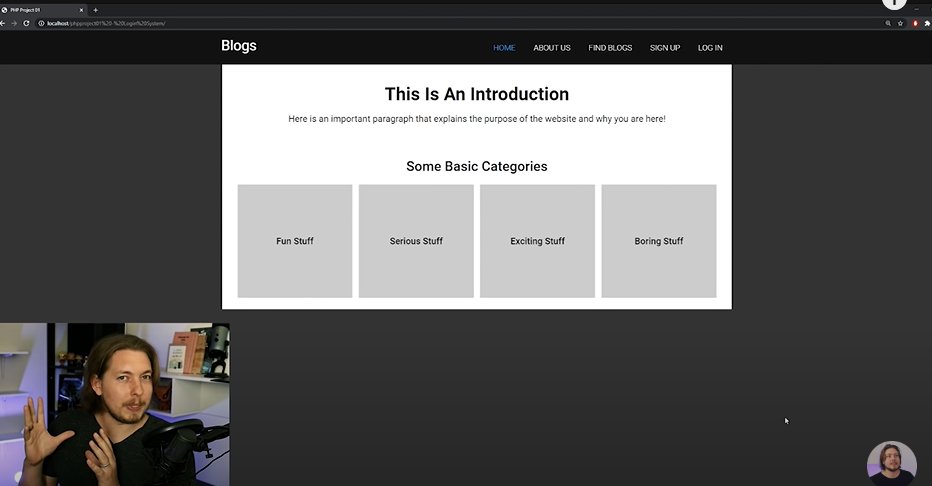 PHP Project 01
localhost/phpproject01%20-%20Login%20System/
Blogs
HOME ABOUT US FIND BLOGS SIGN UP LOG IN
This Is An Introduction
Here is an important paragraph that explains the purpose of the website and why you are here!
Some Basic Categories
Fun Stuff Serious Stuff Exciting Stuff Boring Stuff